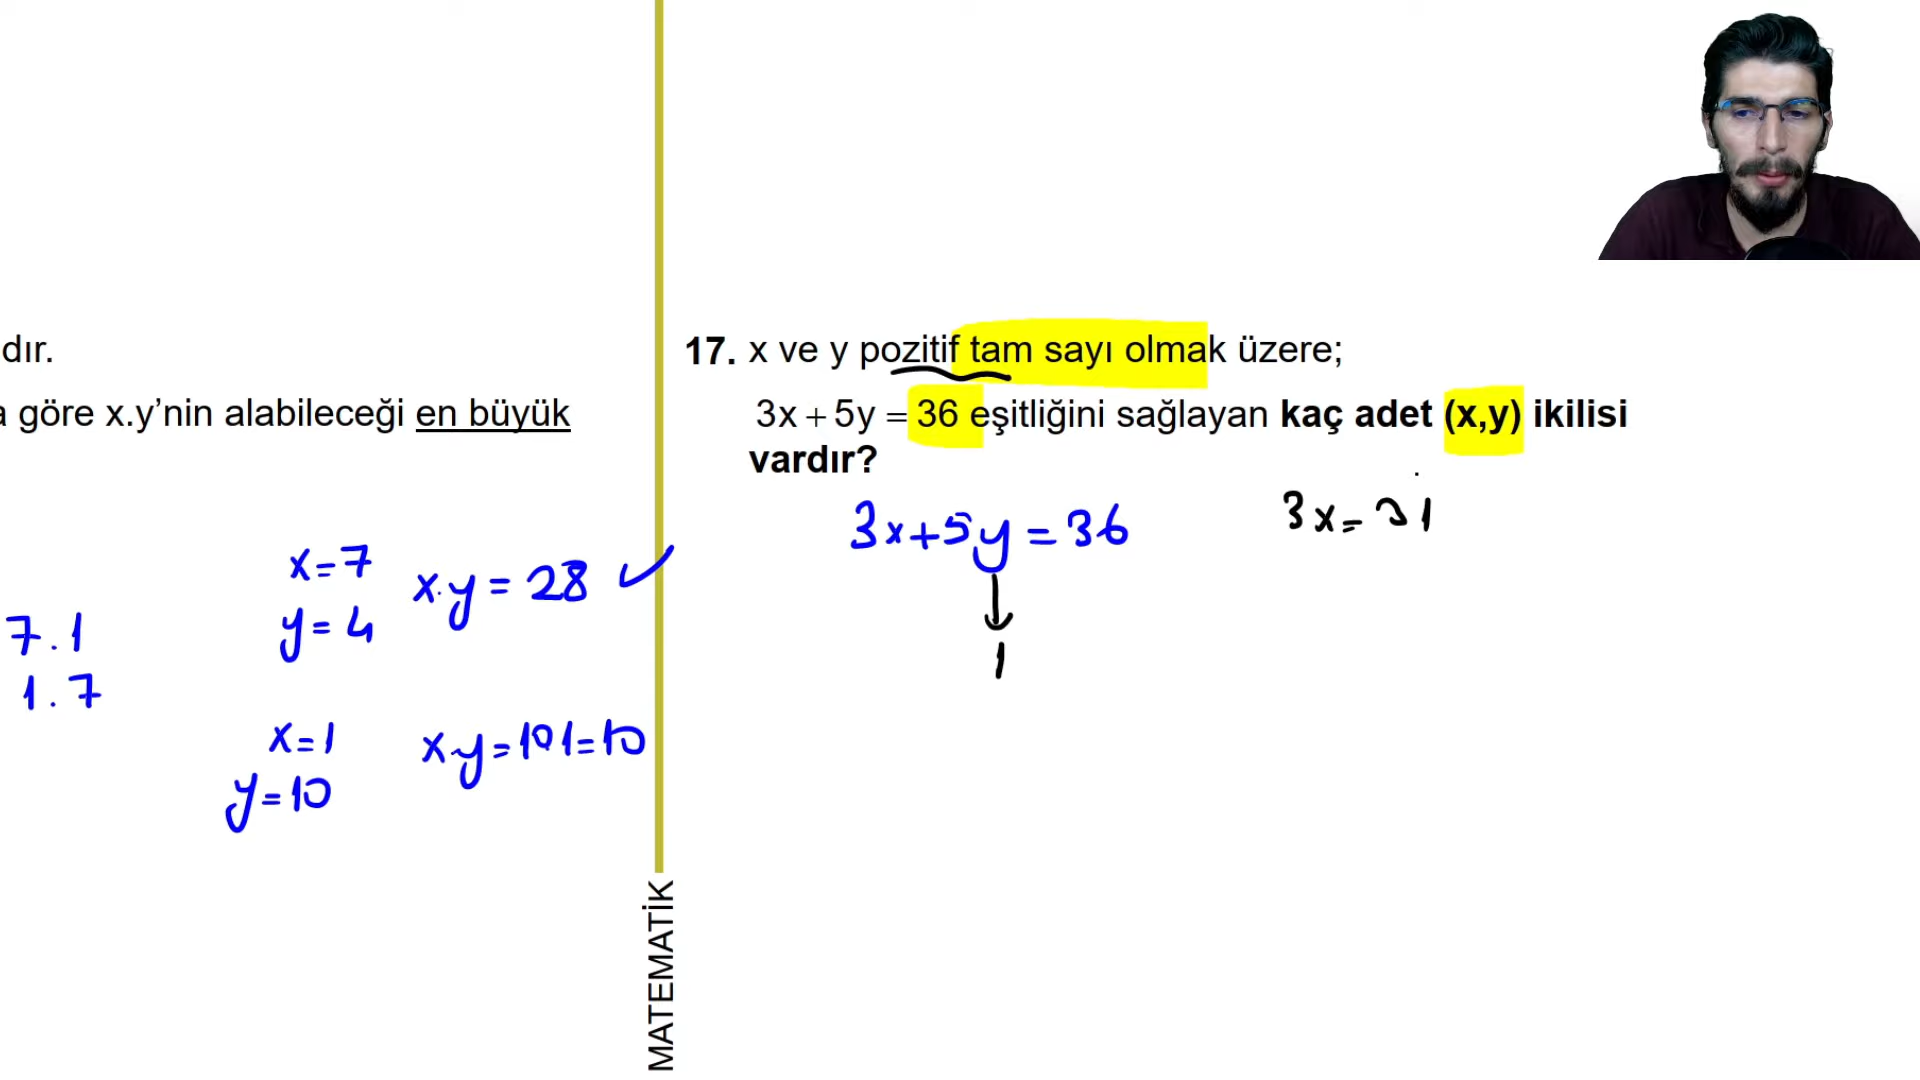 dır.
a göre x.y’nin alabileceği en büyük
x=7
y=4
x.y=28
7.1
1.7
x=1
y=10
x.y=10.1=10
MATEMATİK
17. x ve y pozitif tam sayı olmak üzere;
3x+5y=36 eşitliğini sağlayan kaç adet (x,y) ikilisi
vardır?
3x+5y=36
1
3x=31